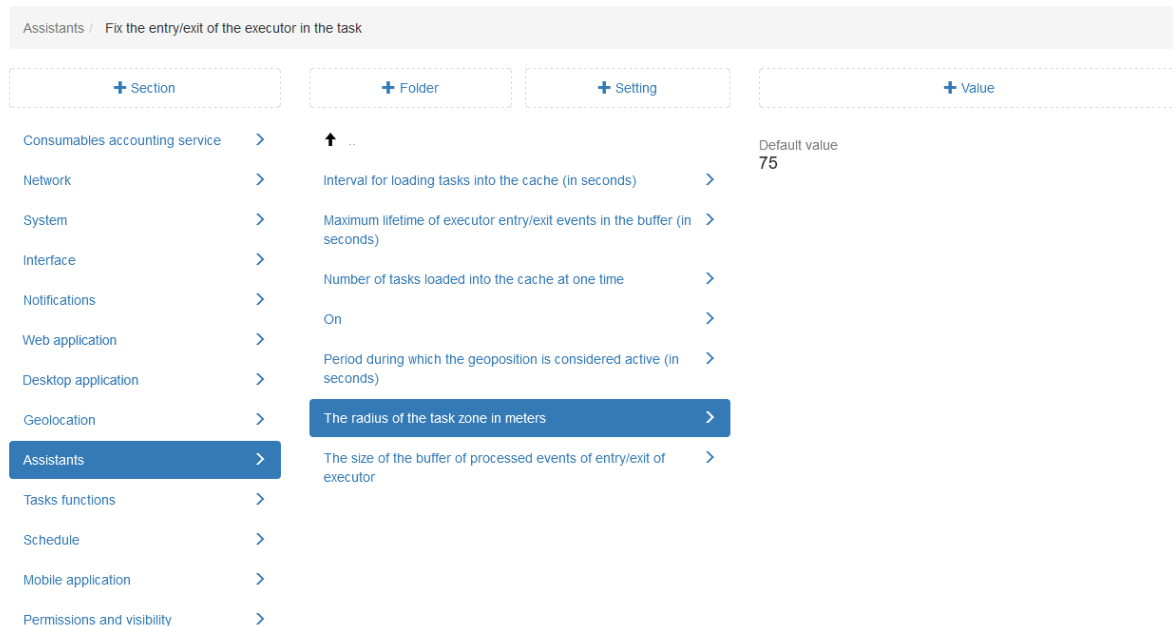 Assistants / Fix the entry/exit of the executor in the task
+ Section
+ Folder
+ Setting
+ Value
Consumables accounting service
Network
System
Interface
Notifications
Web application
Desktop application
Geolocation
Assistants
Tasks functions
Schedule
Mobile application
Permissions and visibility
..
Interval for loading tasks into the cache (in seconds)
Maximum lifetime of executor entry/exit events in the buffer (in
seconds)
Number of tasks loaded into the cache at one time
On
Period during which the geoposition is considered active (in
seconds)
The radius of the task zone in meters
The size of the buffer of processed events of entry/exit of
executor
Default value
75